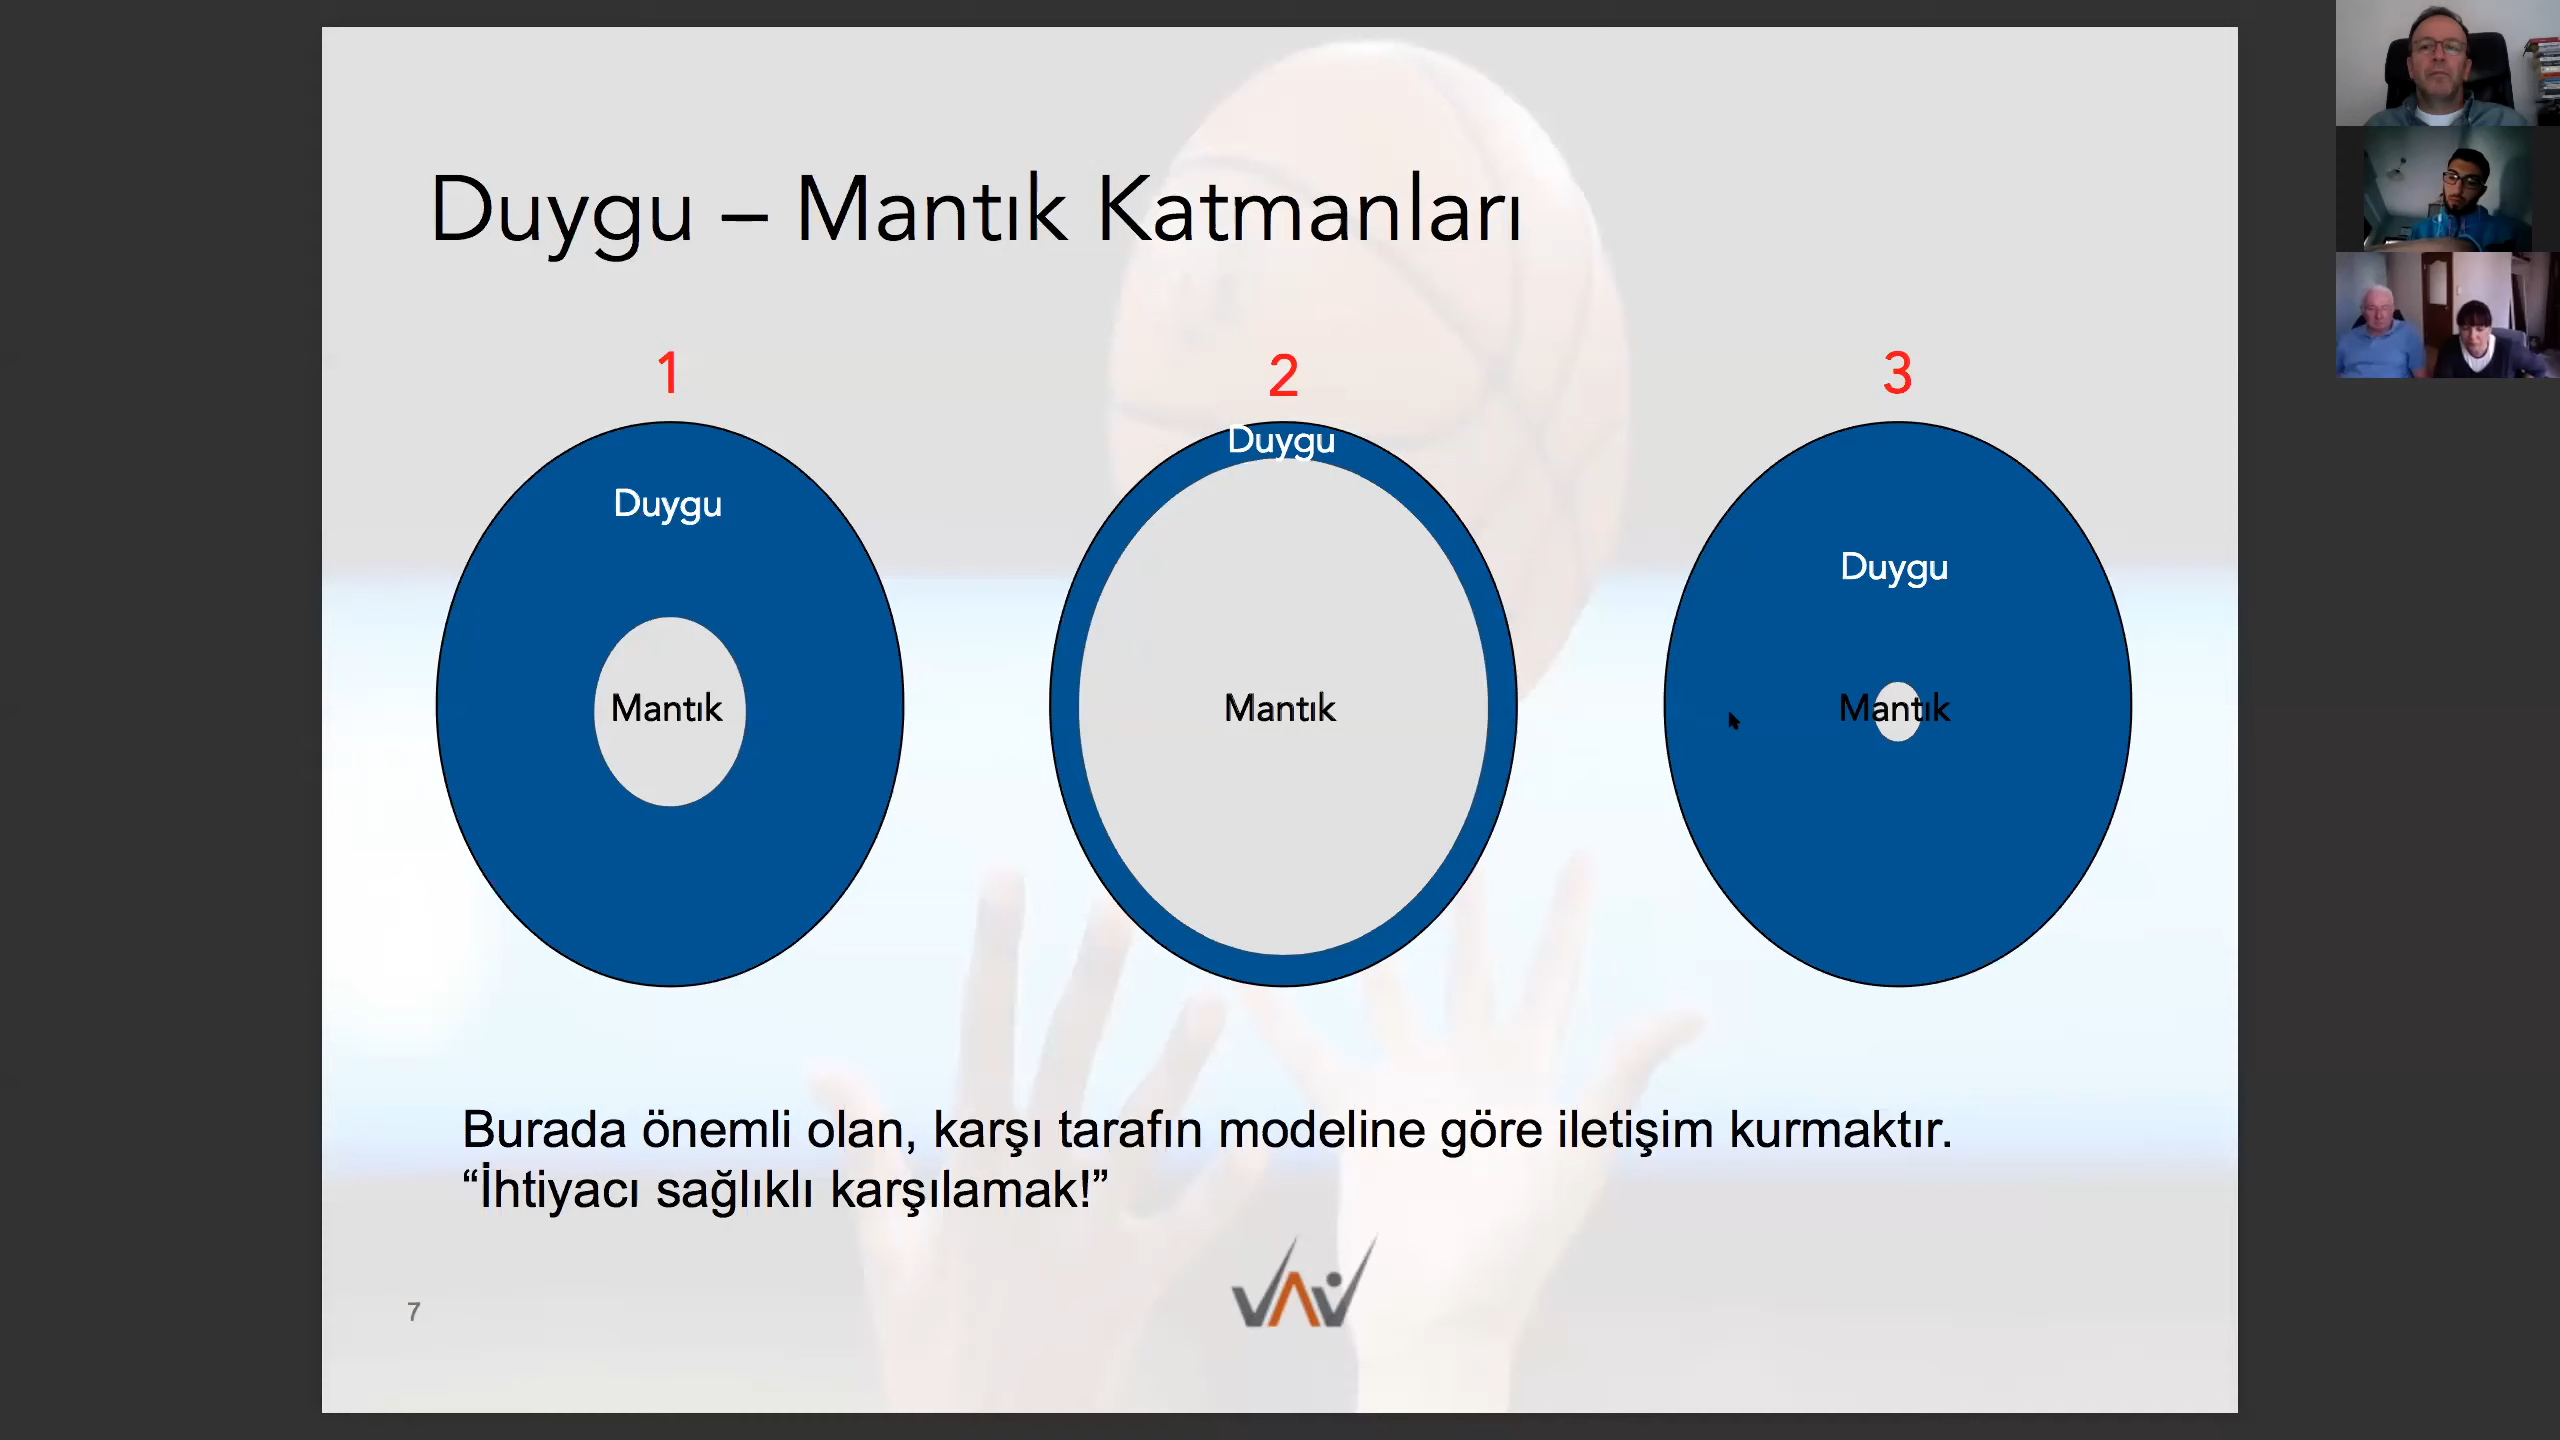 Duygu – Mantık Katmanları
1
2
3
Duygu
Mantık
Duygu
Mantık
Duygu
Mantık
Burada önemli olan, karşı tarafın modeline göre iletişim kurmaktır.
“İhtiyacı sağlıklı karşılamak!”
7